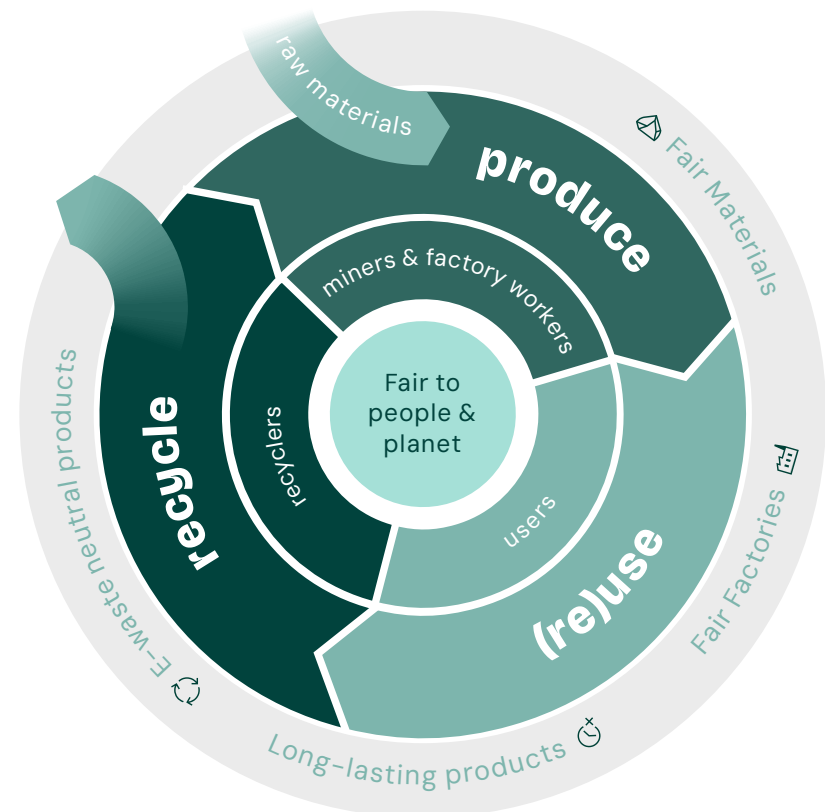 raw materials
produce
miners & factory workers
Fair to
people &
planet
recyclers
recycle
users
(re)use
Fair Materials
Fair Factories
Long-lasting products
E-waste neutral products